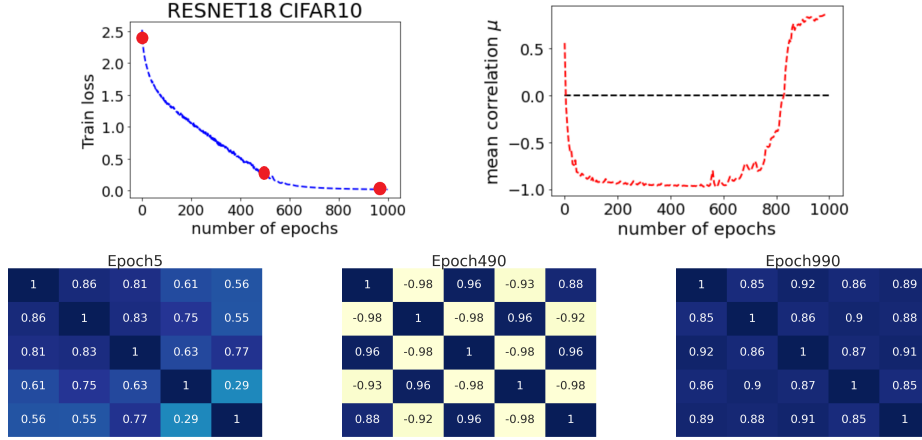 RESNET18 CIFAR10
Train loss
2.5
2.0
1.5
1.0
0.5
0.0
0 200 400 600 800 1000
number of epochs
mean correlation μ
0.5
0.0
−0.5
−1.0
0 200 400 600 800 1000
number of epochs
Epoch5
1 0.86 0.81 0.61 0.56
0.86 1 0.83 0.75 0.55
0.81 0.83 1 0.63 0.77
0.61 0.75 0.63 1 0.29
0.56 0.55 0.77 0.29 1
Epoch490
1 -0.98 0.96 -0.93 0.88
-0.98 1 -0.98 0.96 -0.92
0.96 -0.98 1 -0.98 0.96
-0.93 0.96 -0.98 1 -0.98
0.88 -0.92 0.96 -0.98 1
Epoch990
1 0.85 0.92 0.86 0.89
0.85 1 0.86 0.9 0.88
0.92 0.86 1 0.87 0.91
0.86 0.9 0.87 1 0.85
0.89 0.88 0.91 0.85 1